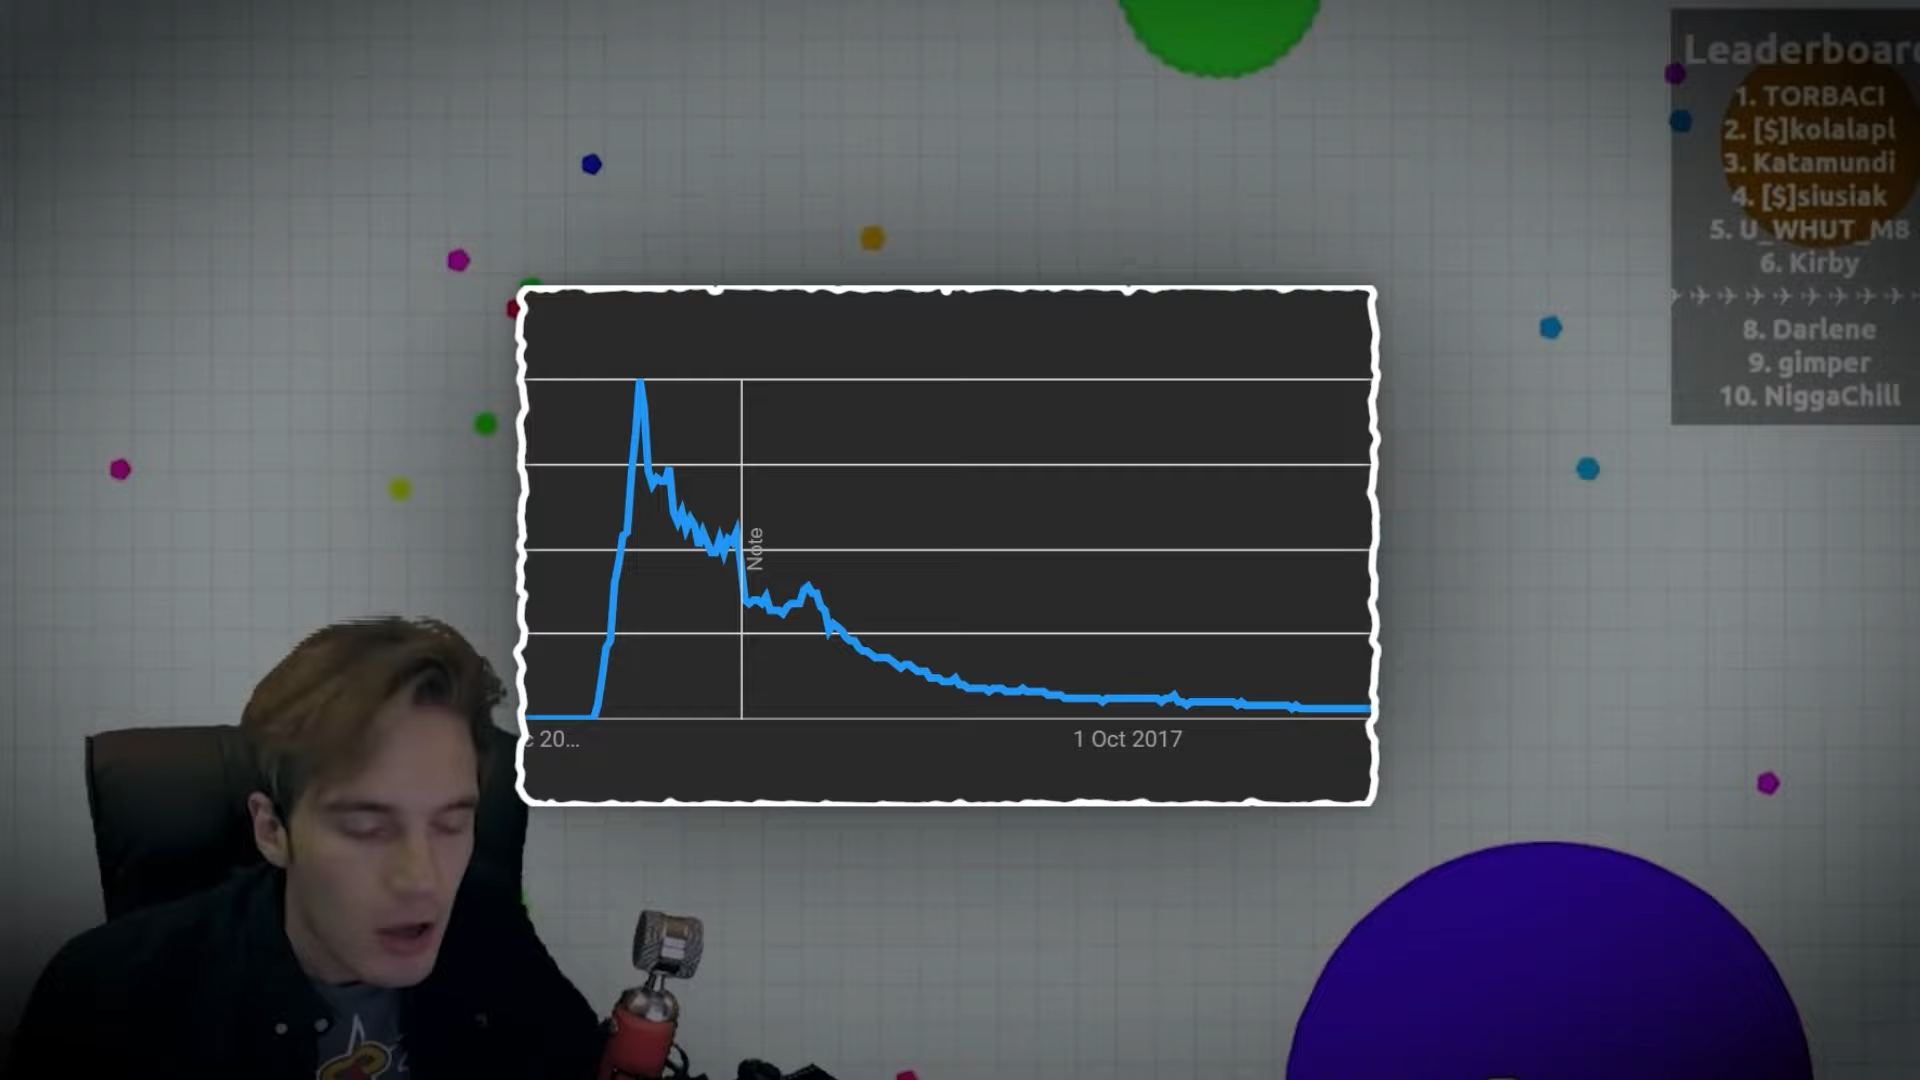 Leaderboar
1. TORBACI
2. [$]kolalapl
3. Katamundi
4. [$]siusiak
5. U_WHUT_M8
6. Kirby
✈✈✈✈✈✈✈✈✈
8. Darlene
9. gimper
10. NiggaChill
Note
c 20...
1 Oct 2017